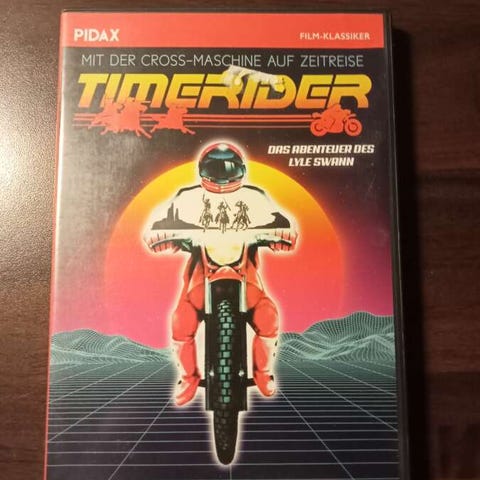 PIDAX
FILM-KLASSIKER
MIT DER CROSS-MASCHINE AUF ZEITREISE
TIMERIDER
DAS ABENTEUER DES
LYLE SWANN